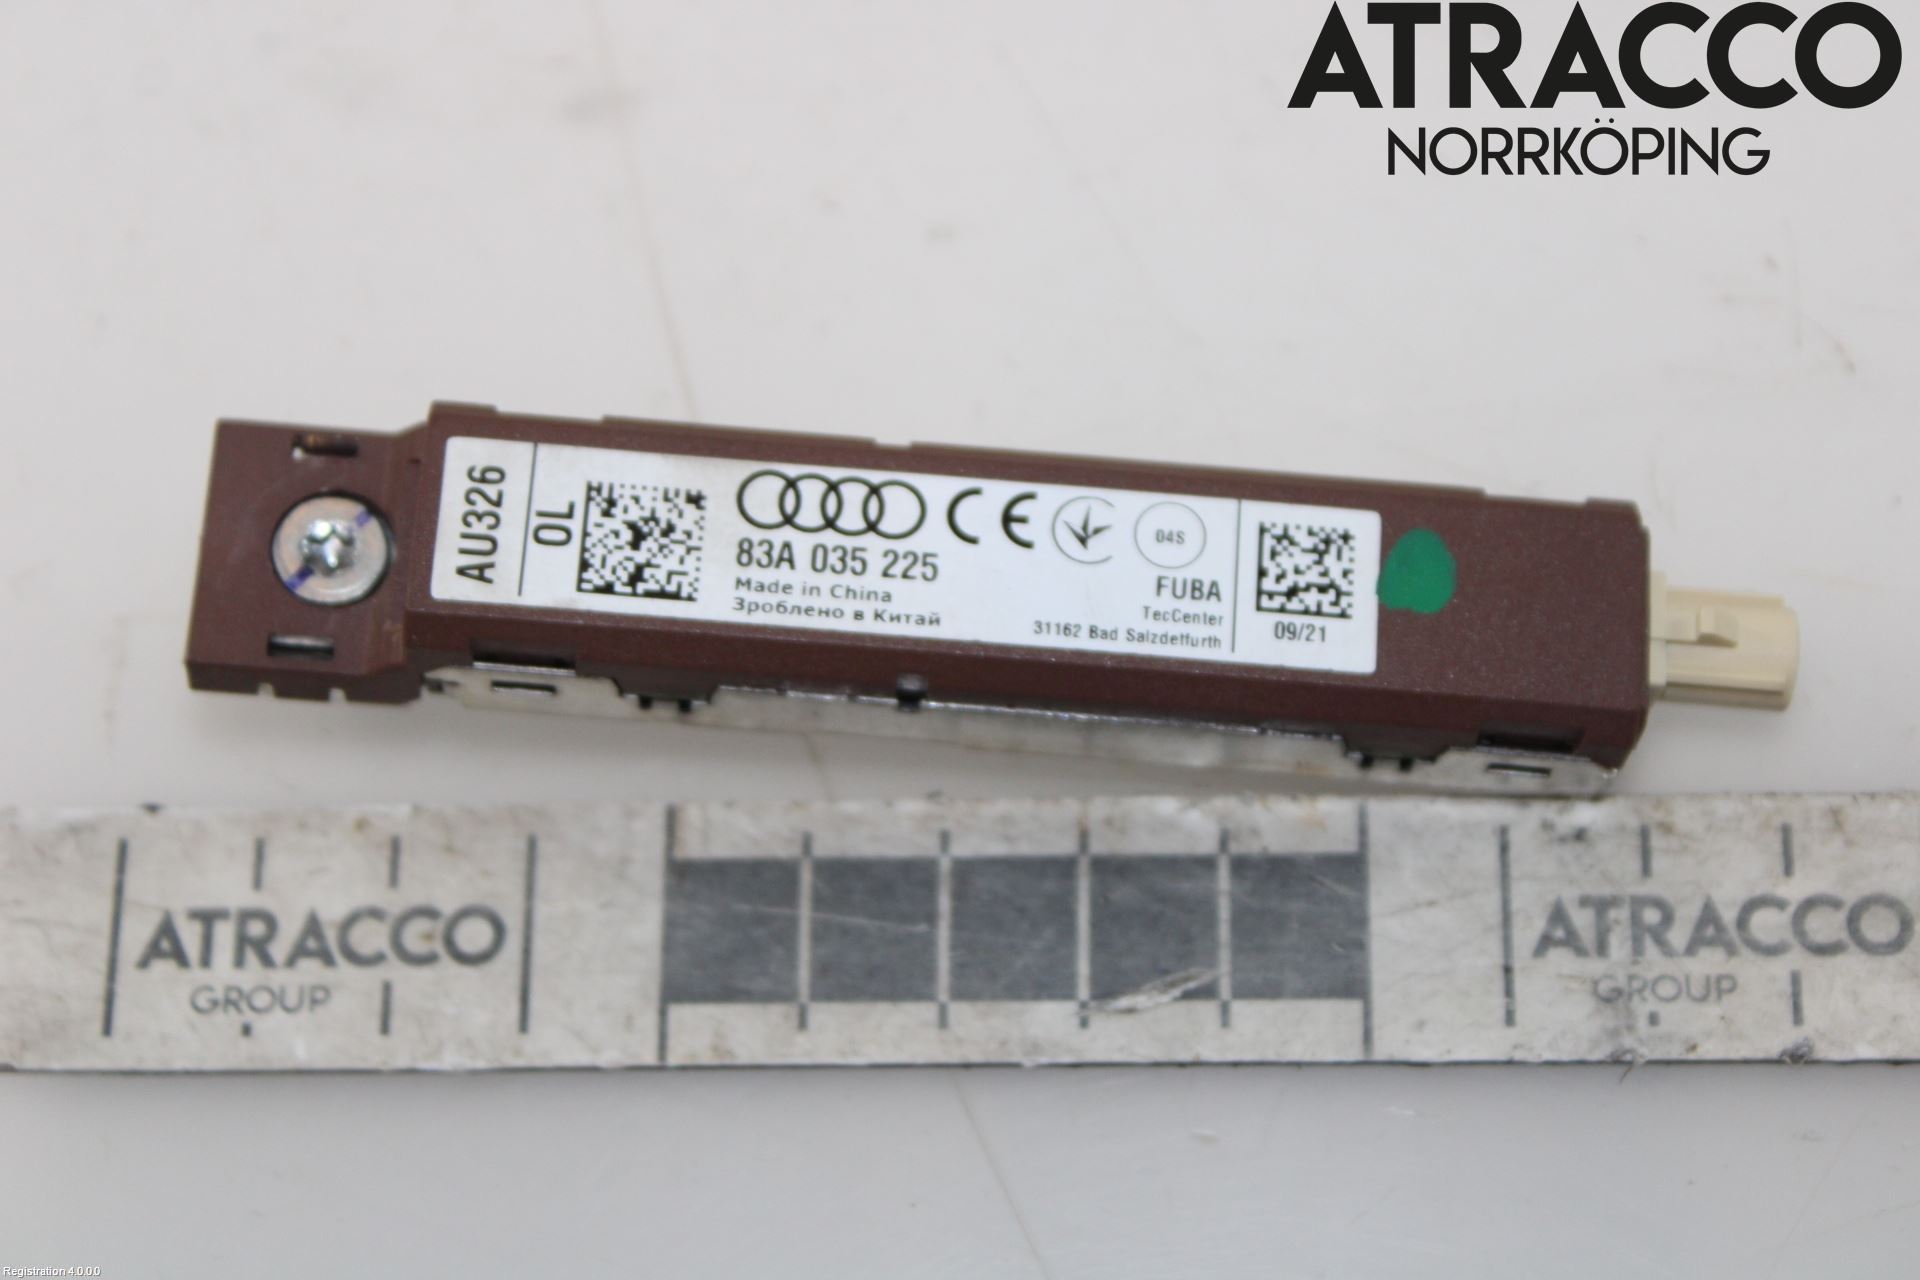 ATRACCO
NORRKÖPING
AU326
OL
CE
83A 035 225
Made in China
Зроблено в Китай
04S
FUBA
TecCenter
31162 Bad Salzdetfurth
09/21
ATRACCO
GROUP
ATRACCO
GROUP
Registration 4.0.0.0